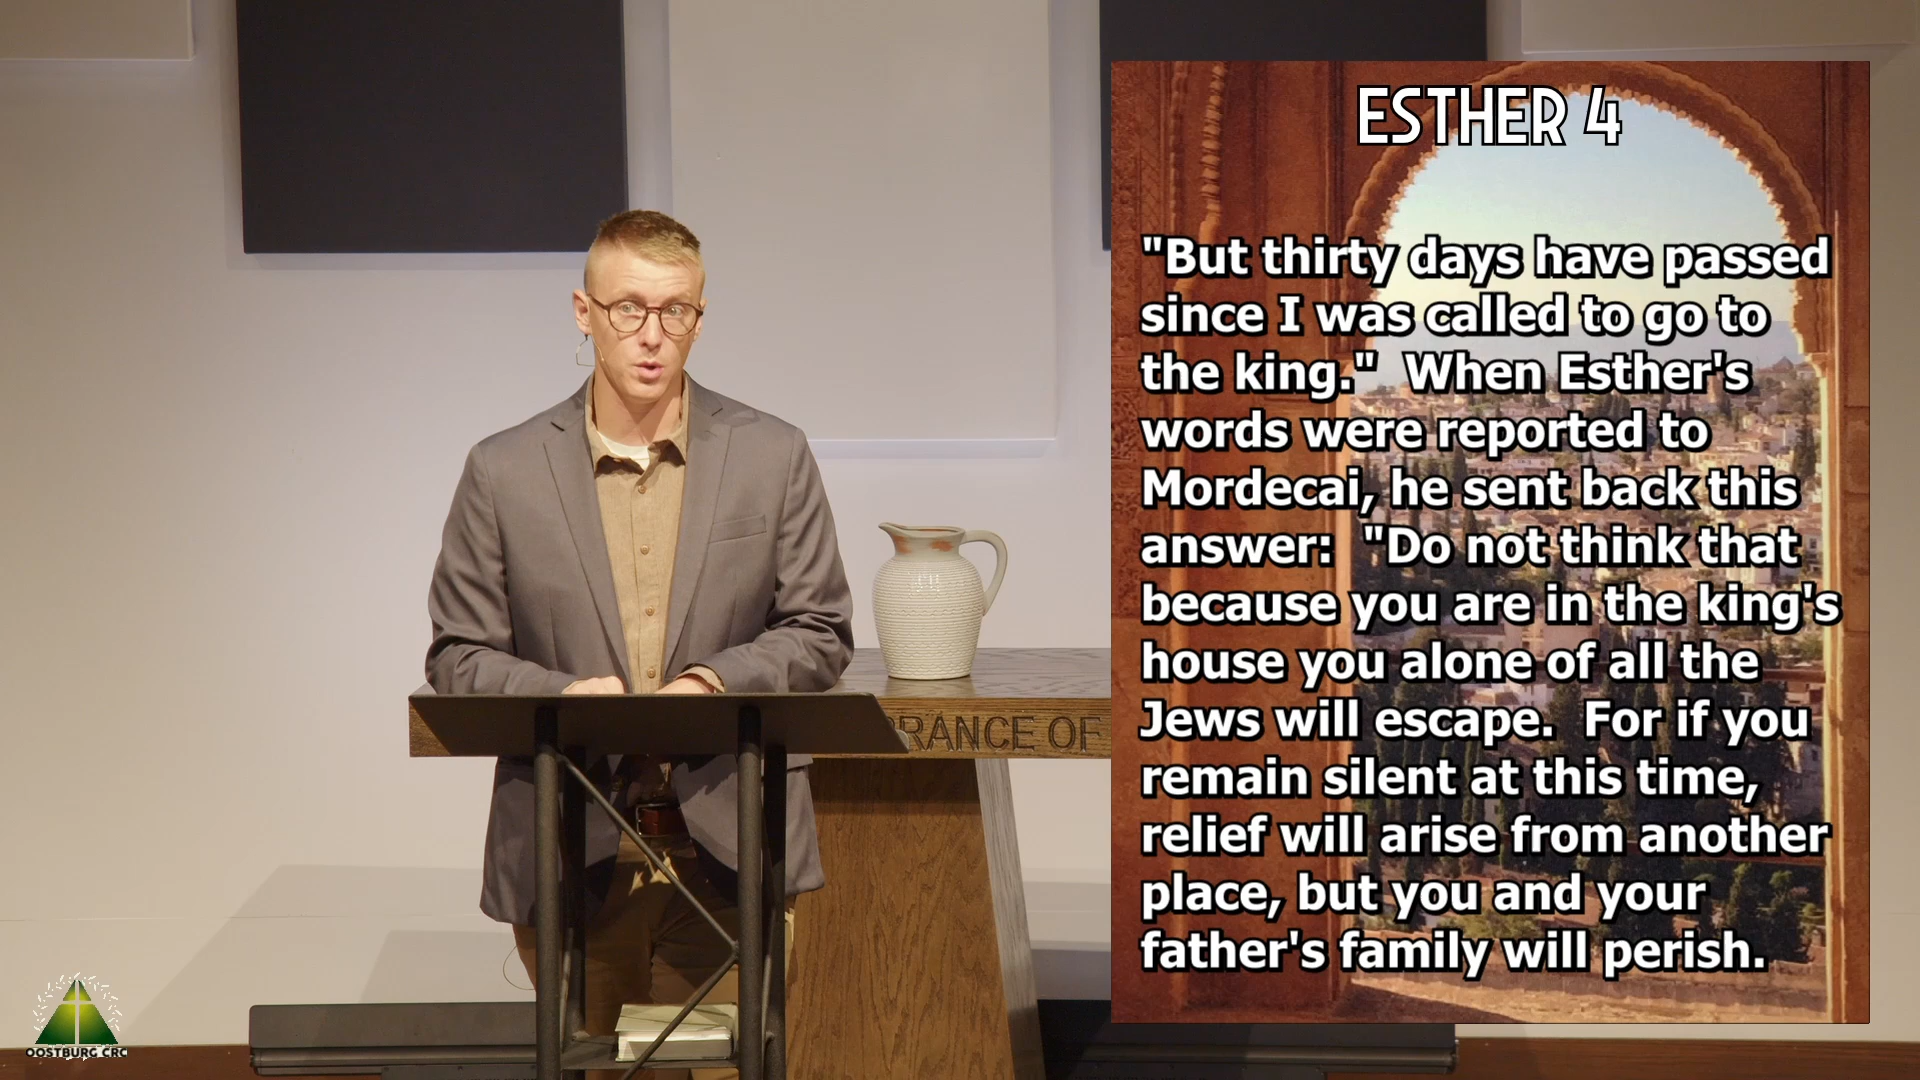 ESTHER 4
"But thirty days have passed
since I was called to go to
the king."  When Esther's
words were reported to
Mordecai, he sent back this
answer:  "Do not think that
because you are in the king's
house you alone of all the
Jews will escape.  For if you
remain silent at this time,
relief will arise from another
place, but you and your
father's family will perish.
RANCE OF
OOSTBURG CRC